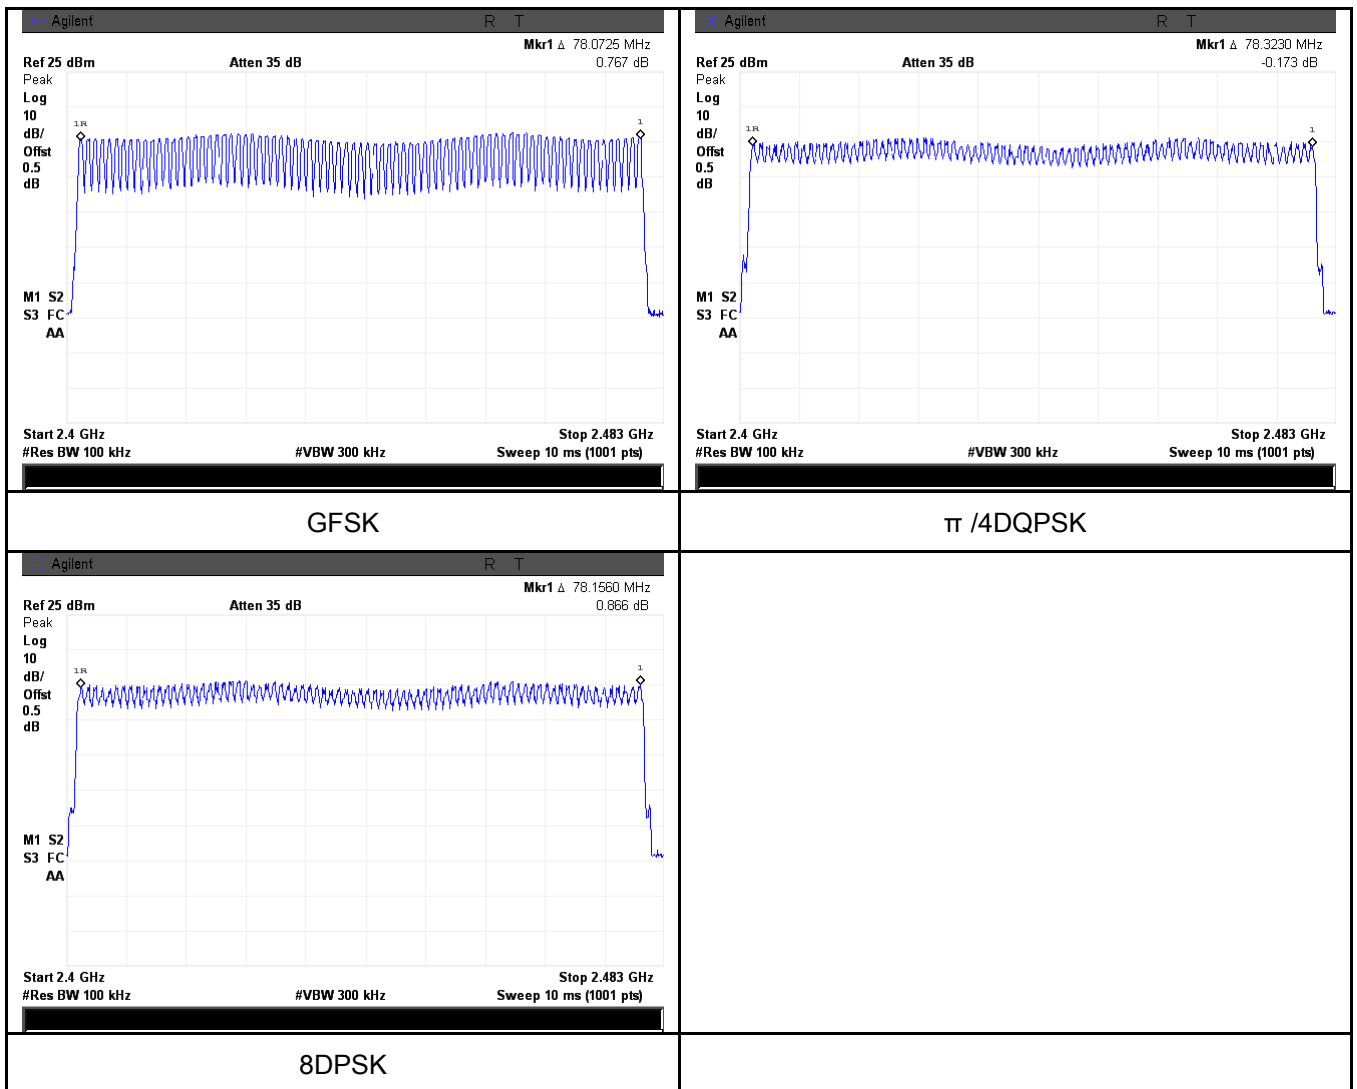 Agilent R T
Mkr1 Δ 78.0725 MHz
Ref 25 dBm Atten 35 dB 0.767 dB
Peak
Log
10
dB/
Offst
0.5
dB
1R 1
M1 S2
S3 FC
AA
Start 2.4 GHz Stop 2.483 GHz
#Res BW 100 kHz #VBW 300 kHz Sweep 10 ms (1001 pts)
GFSK
Agilent R T
Mkr1 Δ 78.3230 MHz
Ref 25 dBm Atten 35 dB -0.173 dB
Peak
Log
10
dB/
Offst
0.5
dB
1R 1
M1 S2
S3 FC
AA
Start 2.4 GHz Stop 2.483 GHz
#Res BW 100 kHz #VBW 300 kHz Sweep 10 ms (1001 pts)
π /4DQPSK
Agilent R T
Mkr1 Δ 78.1560 MHz
Ref 25 dBm Atten 35 dB 0.866 dB
Peak
Log
10
dB/
Offst
0.5
dB
1R 1
M1 S2
S3 FC
AA
Start 2.4 GHz Stop 2.483 GHz
#Res BW 100 kHz #VBW 300 kHz Sweep 10 ms (1001 pts)
8DPSK